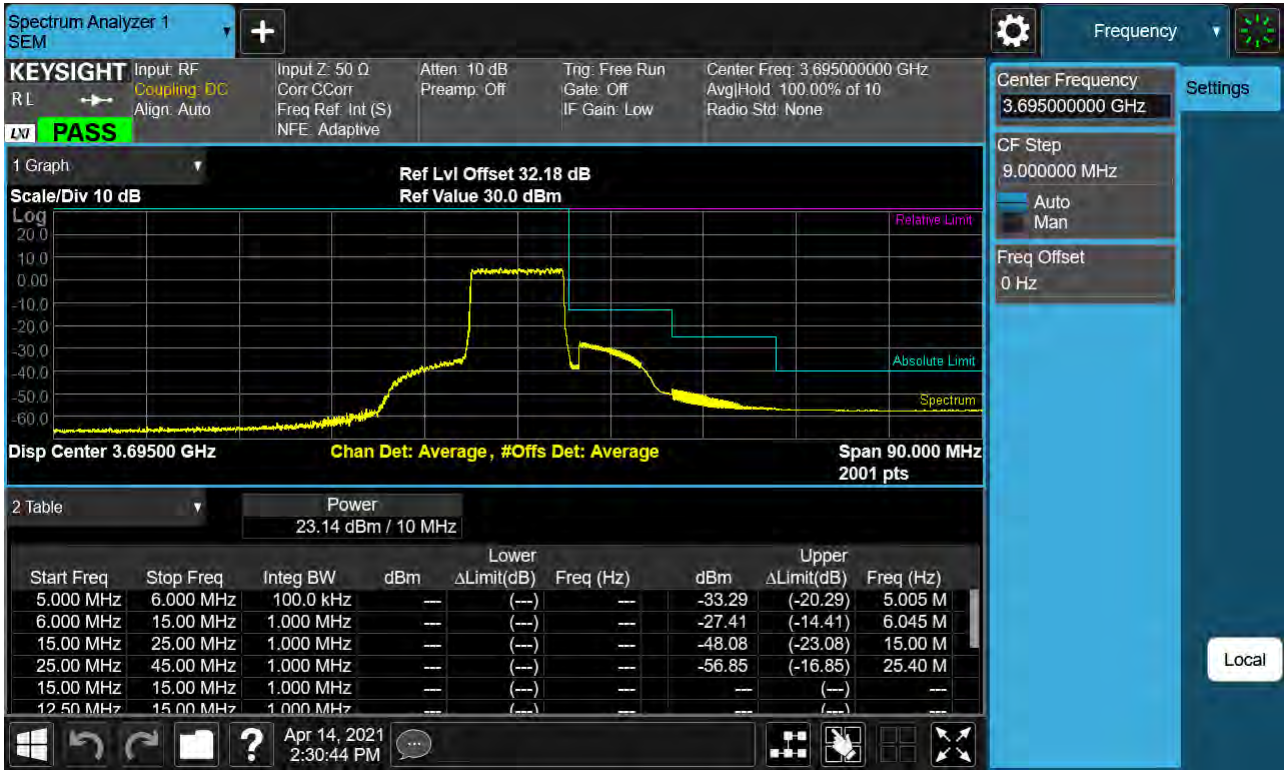 Spectrum Analyzer 1
SEM
Frequency
KEYSIGHT
RL
LXI
PASS
Input: RF
Coupling: DC
Align: Auto
Input Z: 50 Ω
Corr CCorr
Freq Ref: Int (S)
NFE: Adaptive
Atten: 10 dB
Preamp: Off
Trig: Free Run
Gate: Off
IF Gain: Low
Center Freq: 3.695000000 GHz
Avg|Hold: 100.00% of 10
Radio Std: None
Center Frequency
3.695000000 GHz
Settings
CF Step
9.000000 MHz
Auto
Man
Freq Offset
0 Hz
1 Graph
Scale/Div 10 dB
Ref Lvl Offset 32.18 dB
Ref Value 30.0 dBm
Log
20.0
10.0
0.00
-10.0
-20.0
-30.0
-40.0
-50.0
-60.0
Relative Limit
Absolute Limit
Spectrum
Disp Center 3.69500 GHz
Chan Det: Average, #Offs Det: Average
Span 90.000 MHz
2001 pts
2 Table
Power
23.14 dBm / 10 MHz
Lower Upper
Start Freq Stop Freq Integ BW dBm ΔLimit(dB) Freq (Hz) dBm ΔLimit(dB) Freq (Hz)
5.000 MHz 6.000 MHz 100.0 kHz --- (---) --- -33.29 (-20.29) 5.005 M
6.000 MHz 15.00 MHz 1.000 MHz --- (---) --- -27.41 (-14.41) 6.045 M
15.00 MHz 25.00 MHz 1.000 MHz --- (---) --- -48.08 (-23.08) 15.00 M
25.00 MHz 45.00 MHz 1.000 MHz --- (---) --- -56.85 (-16.85) 25.40 M
15.00 MHz 15.00 MHz 1.000 MHz --- (---) --- --- (---) ---
12.50 MHz 15.00 MHz 1.000 MHz --- (---) --- --- (---) ---
Local
Apr 14, 2021
2:30:44 PM